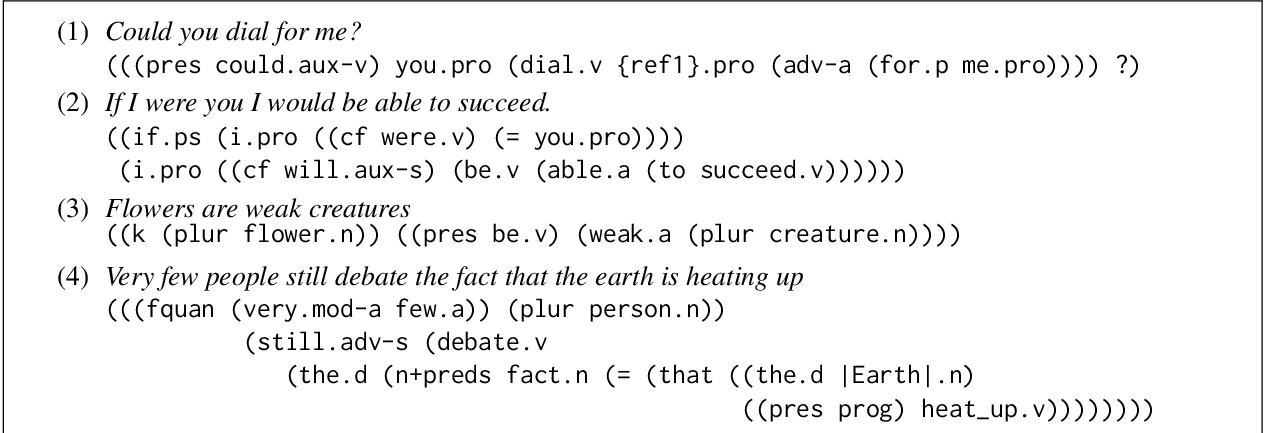 (1) Could you dial for me?
(((pres could.aux-v) you.pro (dial.v {ref1}.pro (adv-a (for.p me.pro)))) ?)
(2) If I were you I would be able to succeed.
((if.ps (i.pro ((cf were.v) (= you.pro))))
(i.pro ((cf will.aux-s) (be.v (able.a (to succeed.v))))))
(3) Flowers are weak creatures
((k (plur flower.n)) ((pres be.v) (weak.a (plur creature.n))))
(4) Very few people still debate the fact that the earth is heating up
(((fquan (very.mod-a few.a)) (plur person.n))
(still.adv-s (debate.v
(the.d (n+preds fact.n (= (that ((the.d |Earth|.n)
((pres prog) heat_up.v)))))))))